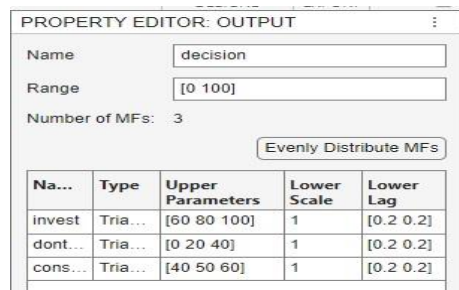 PROPERTY EDITOR: OUTPUT
Name decision
Range [0 100]
Number of MFs: 3
Evenly Distribute MFs
Na... Type Upper Parameters Lower Scale Lower Lag
invest Tria... [60 80 100] 1 [0.2 0.2]
dont... Tria... [0 20 40] 1 [0.2 0.2]
cons... Tria... [40 50 60] 1 [0.2 0.2]